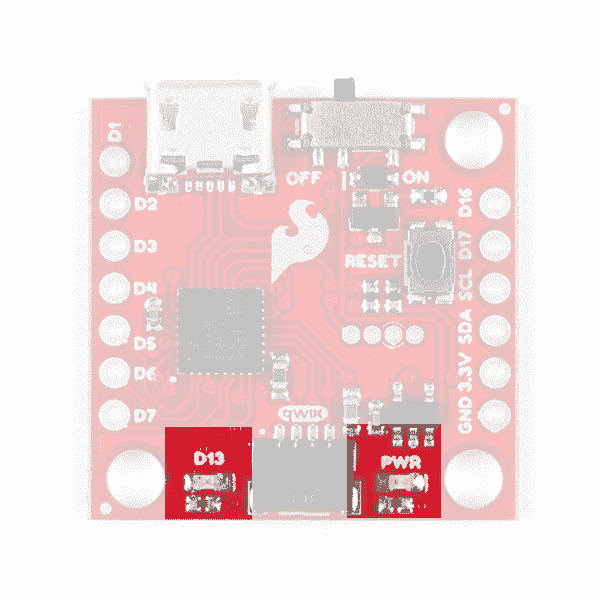 D1
OFF ON
D2
D16
D3
D17
RESET
D4
SCL
D5
SDA
D6
3.3V
D7
GND
qwiic
D13
PWR